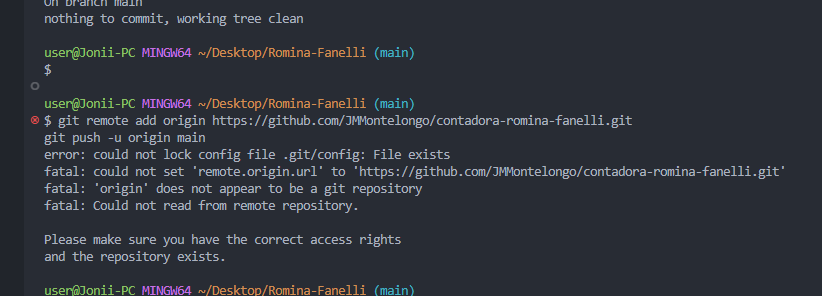 On branch main
nothing to commit, working tree clean
user@Jonii-PC MINGW64 ~/Desktop/Romina-Fanelli (main)
$
user@Jonii-PC MINGW64 ~/Desktop/Romina-Fanelli (main)
$ git remote add origin https://github.com/JMMontelongo/contadora-romina-fanelli.git
git push -u origin main
error: could not lock config file .git/config: File exists
fatal: could not set 'remote.origin.url' to 'https://github.com/JMMontelongo/contadora-romina-fanelli.git'
fatal: 'origin' does not appear to be a git repository
fatal: Could not read from remote repository.
Please make sure you have the correct access rights
and the repository exists.
user@Jonii-PC MINGW64 ~/Desktop/Romina-Fanelli (main)